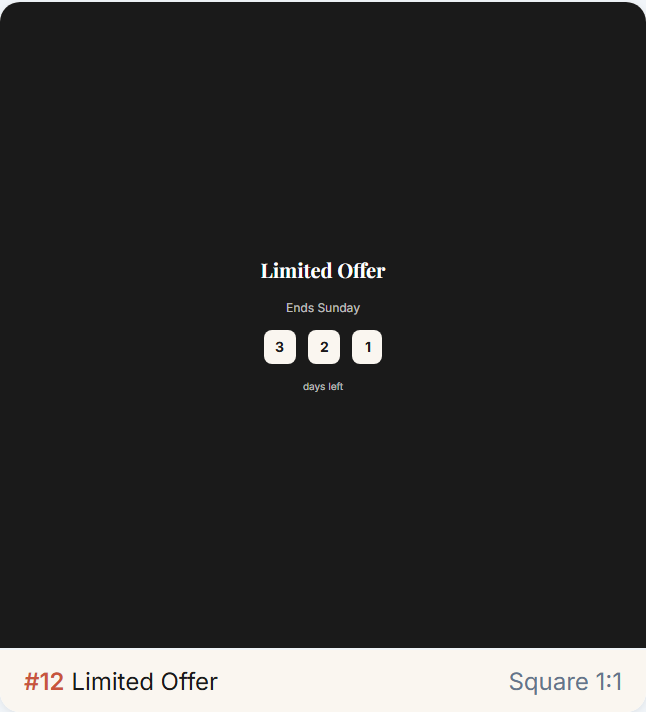 Limited Offer
Ends Sunday
3 2 1
days left
#12 Limited Offer Square 1:1